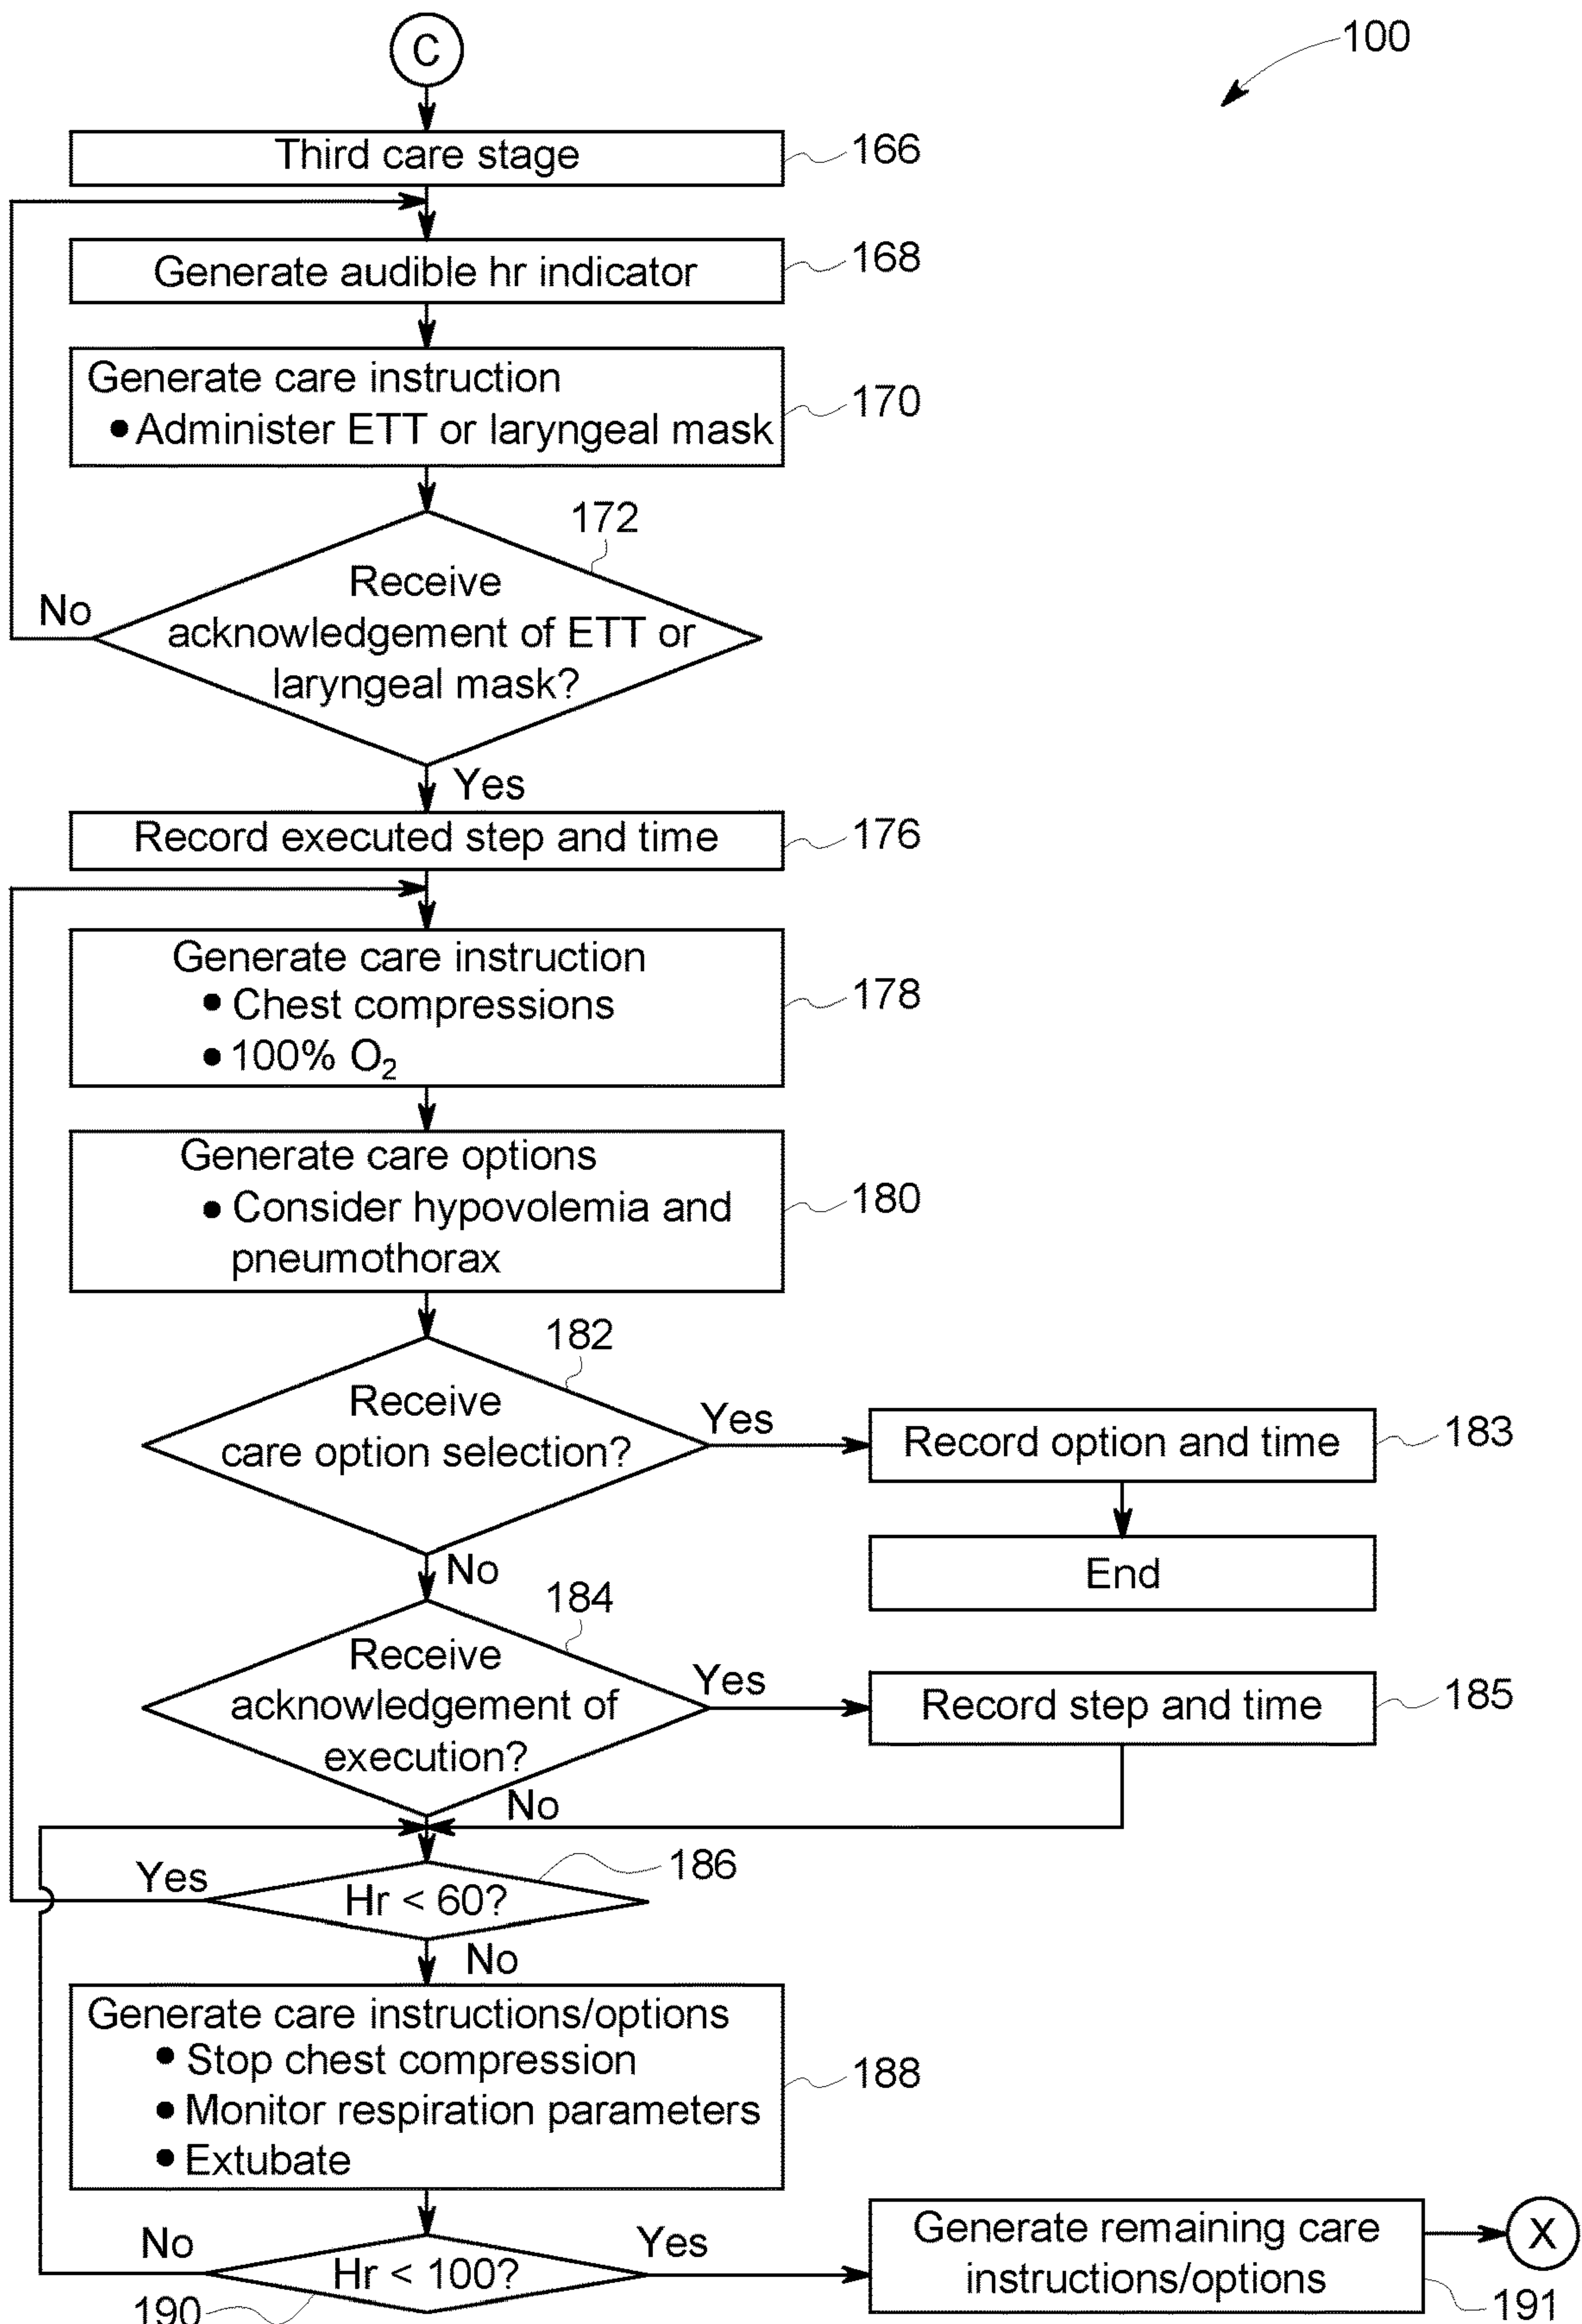 C
100
Third care stage
166
Generate audible hr indicator
168
Generate care instruction
• Administer ETT or laryngeal mask
170
172
Receive
acknowledgement of ETT or
laryngeal mask?
No
Yes
Record executed step and time
176
Generate care instruction
• Chest compressions
• 100% O₂
178
Generate care options
• Consider hypovolemia and
pneumothorax
180
182
Receive
care option selection?
Yes
Record option and time
183
End
No
184
Receive
acknowledgement of
execution?
Yes
Record step and time
185
No
186
Yes
Hr < 60?
No
Generate care instructions/options
• Stop chest compression
• Monitor respiration parameters
• Extubate
188
No
Hr < 100?
Yes
190
Generate remaining care
instructions/options
191
X